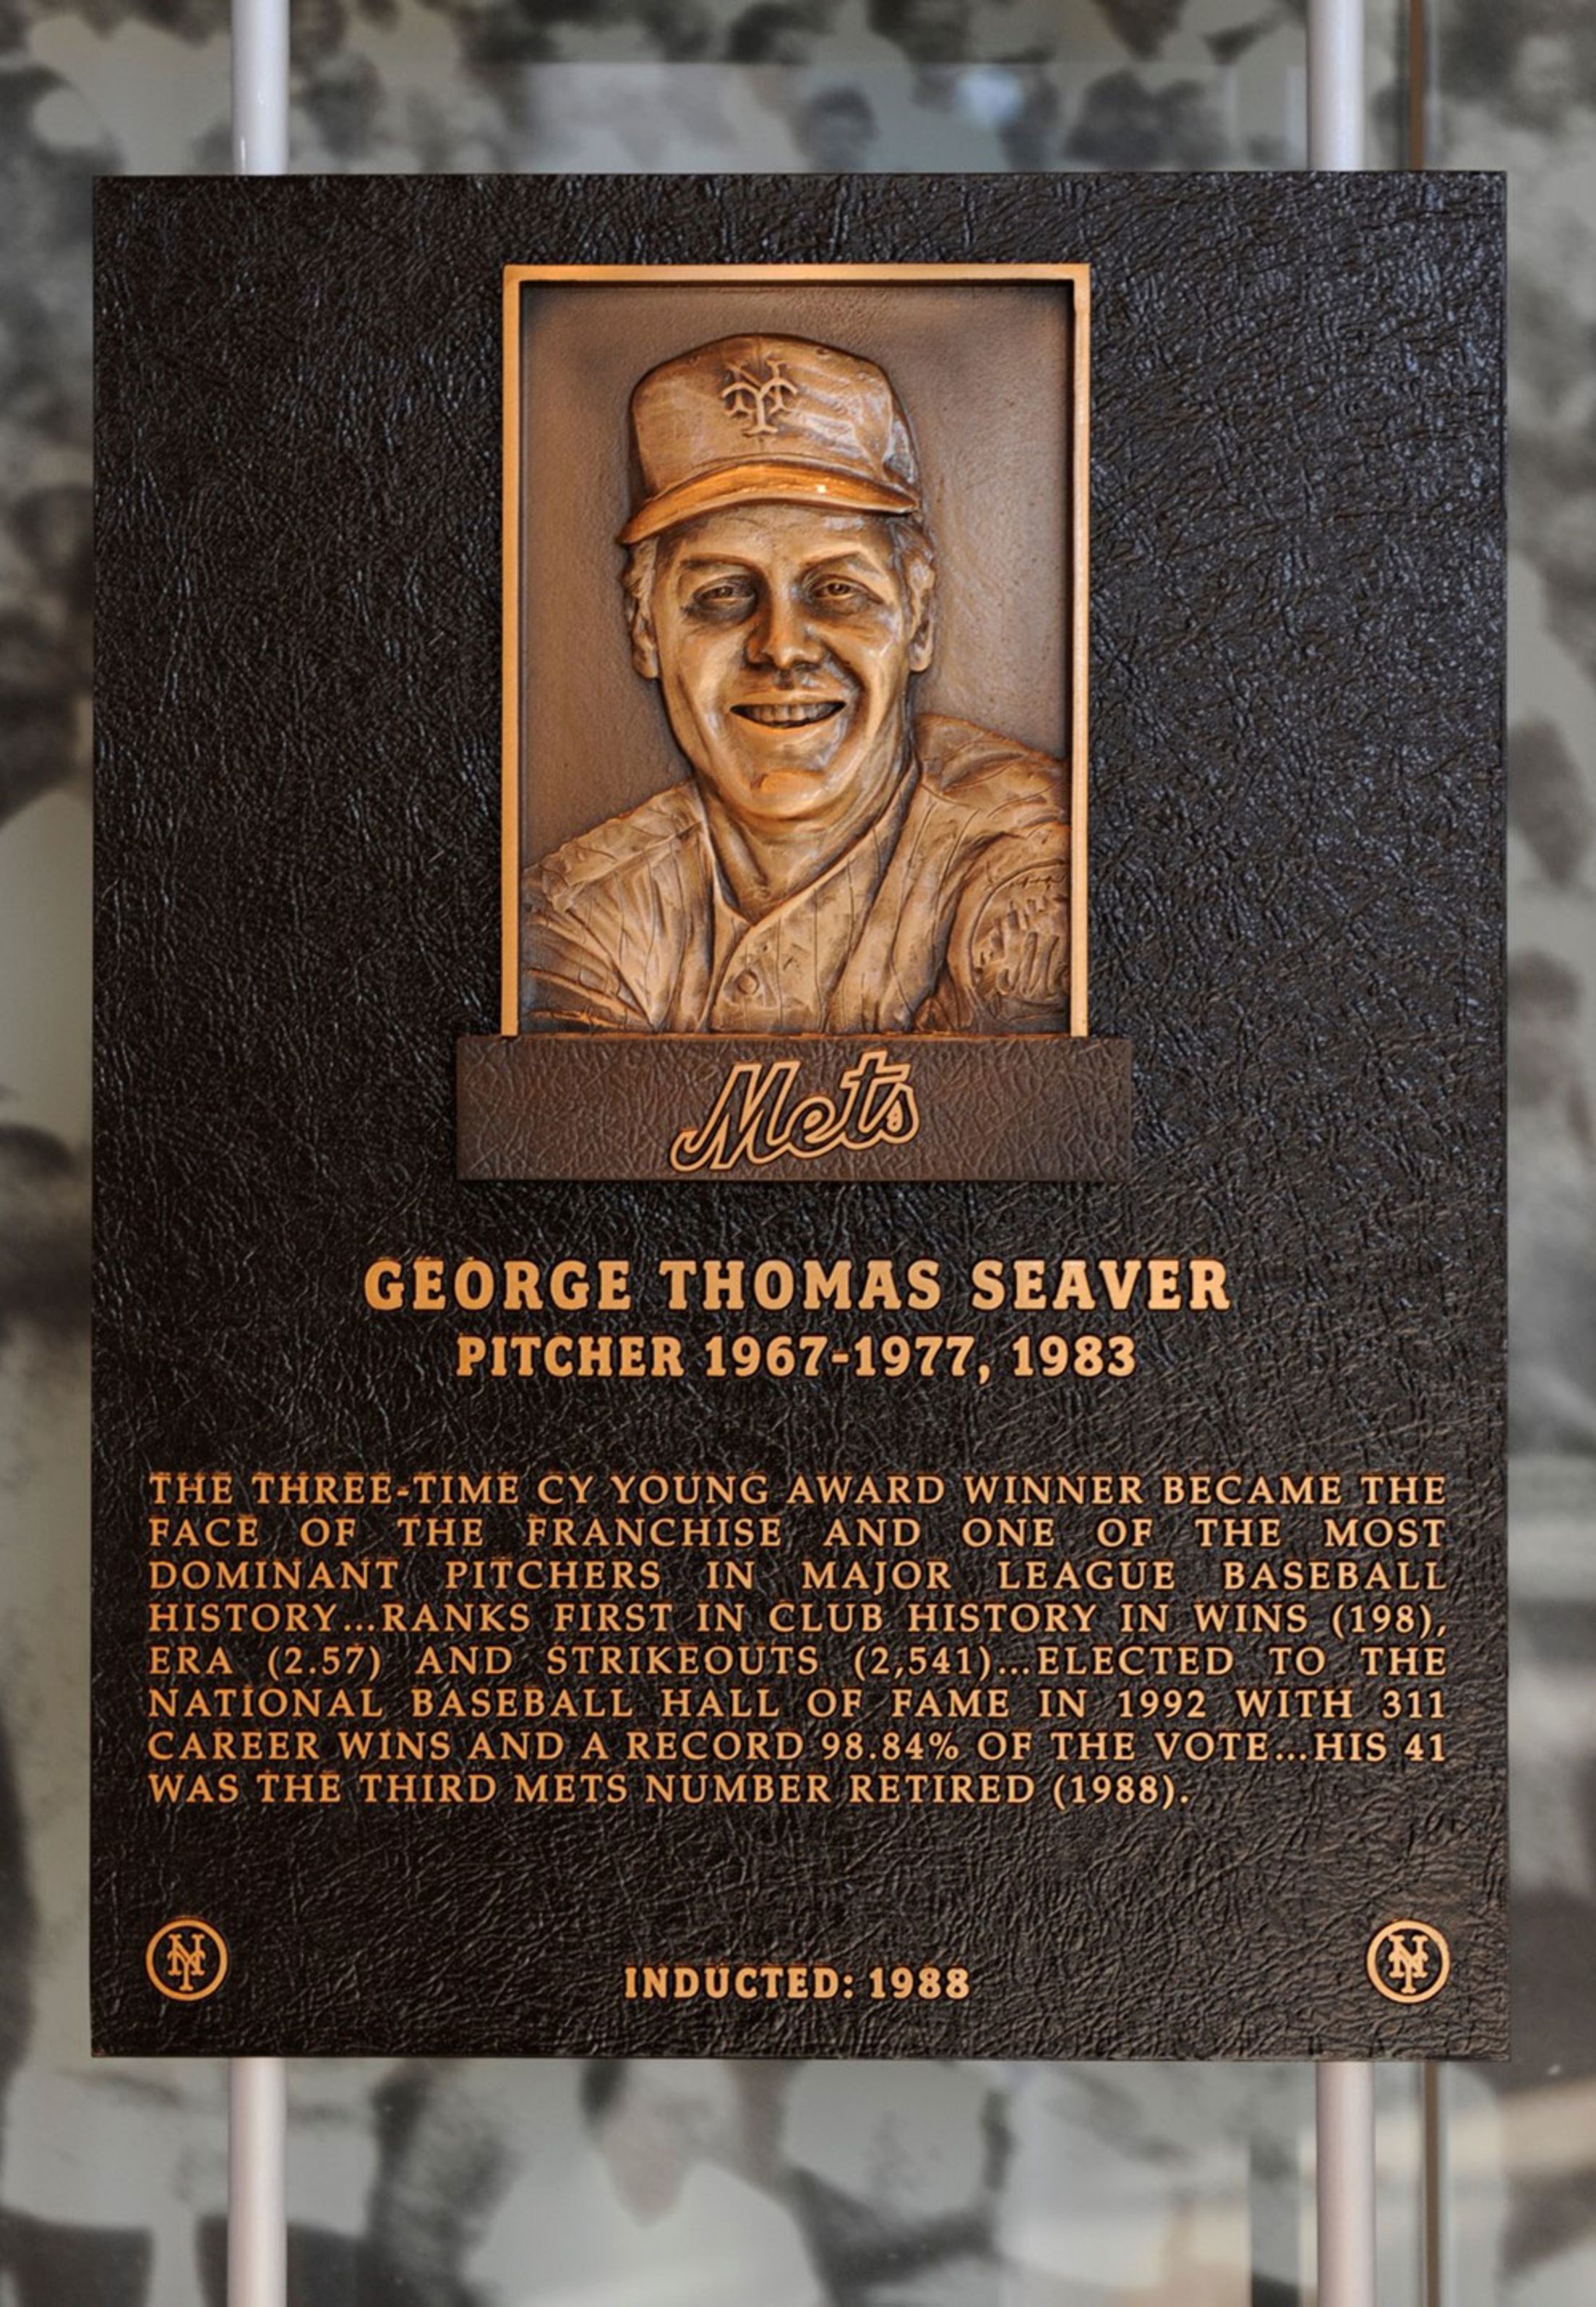 NY
Mets
GEORGE THOMAS SEAVER
PITCHER 1967-1977, 1983
THE THREE-TIME CY YOUNG AWARD WINNER BECAME THE
FACE OF THE FRANCHISE AND ONE OF THE MOST
DOMINANT PITCHERS IN MAJOR LEAGUE BASEBALL
HISTORY...RANKS FIRST IN CLUB HISTORY IN WINS (198),
ERA (2.57) AND STRIKEOUTS (2,541)...ELECTED TO THE
NATIONAL BASEBALL HALL OF FAME IN 1992 WITH 311
CAREER WINS AND A RECORD 98.84% OF THE VOTE...HIS 41
WAS THE THIRD METS NUMBER RETIRED (1988).
NY
INDUCTED: 1988
NY